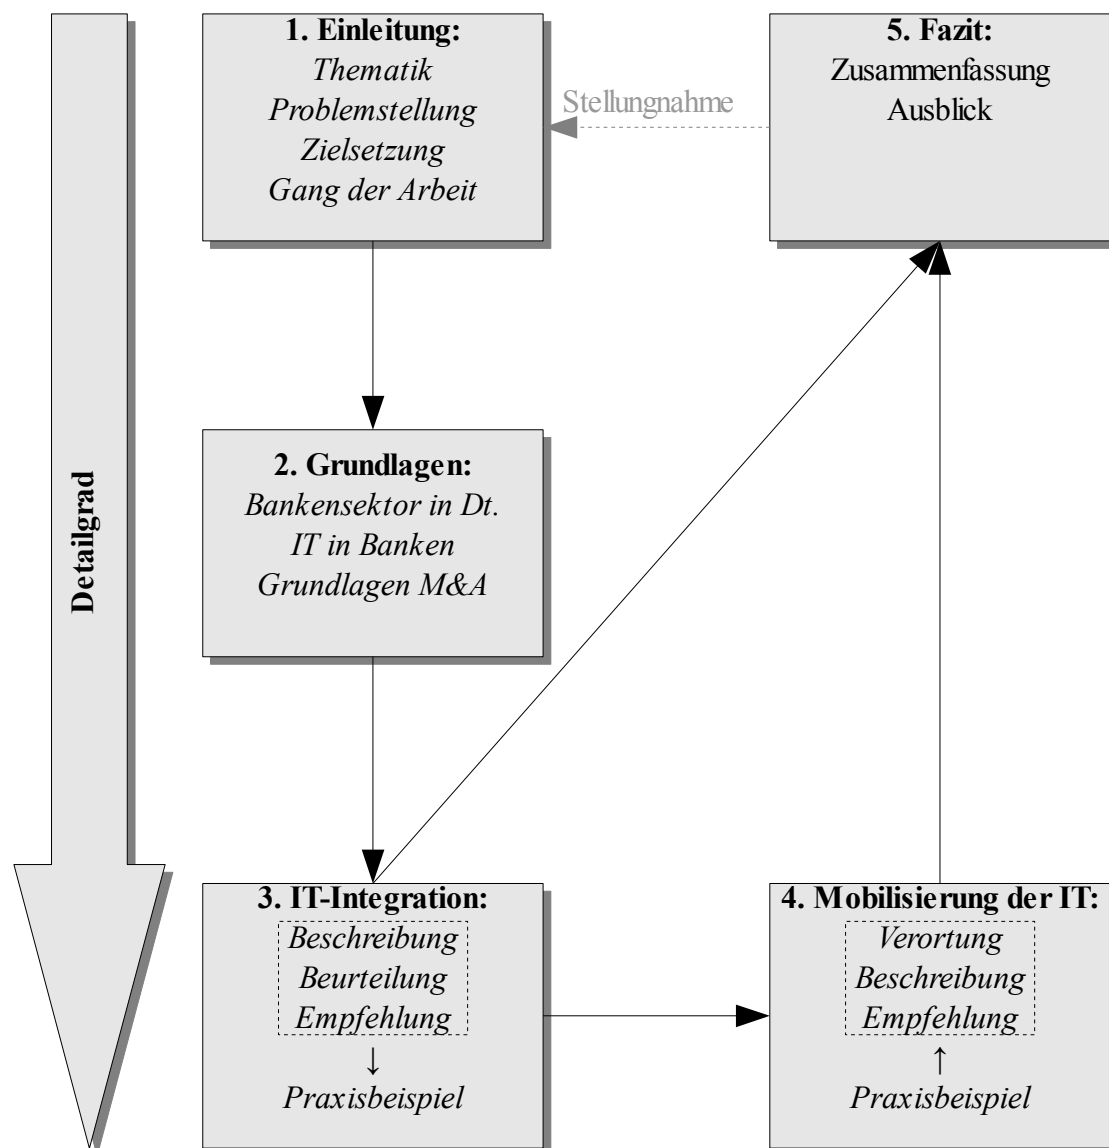 1. Einleitung:
Thematik
Problemstellung
Zielsetzung
Gang der Arbeit
Stellungnahme
5. Fazit:
Zusammenfassung
Ausblick
Detailgrad
2. Grundlagen:
Bankensektor in Dt.
IT in Banken
Grundlagen M&A
3. IT-Integration:
Beschreibung
Beurteilung
Empfehlung
↓
Praxisbeispiel
4. Mobilisierung der IT:
Verortung
Beschreibung
Empfehlung
↑
Praxisbeispiel